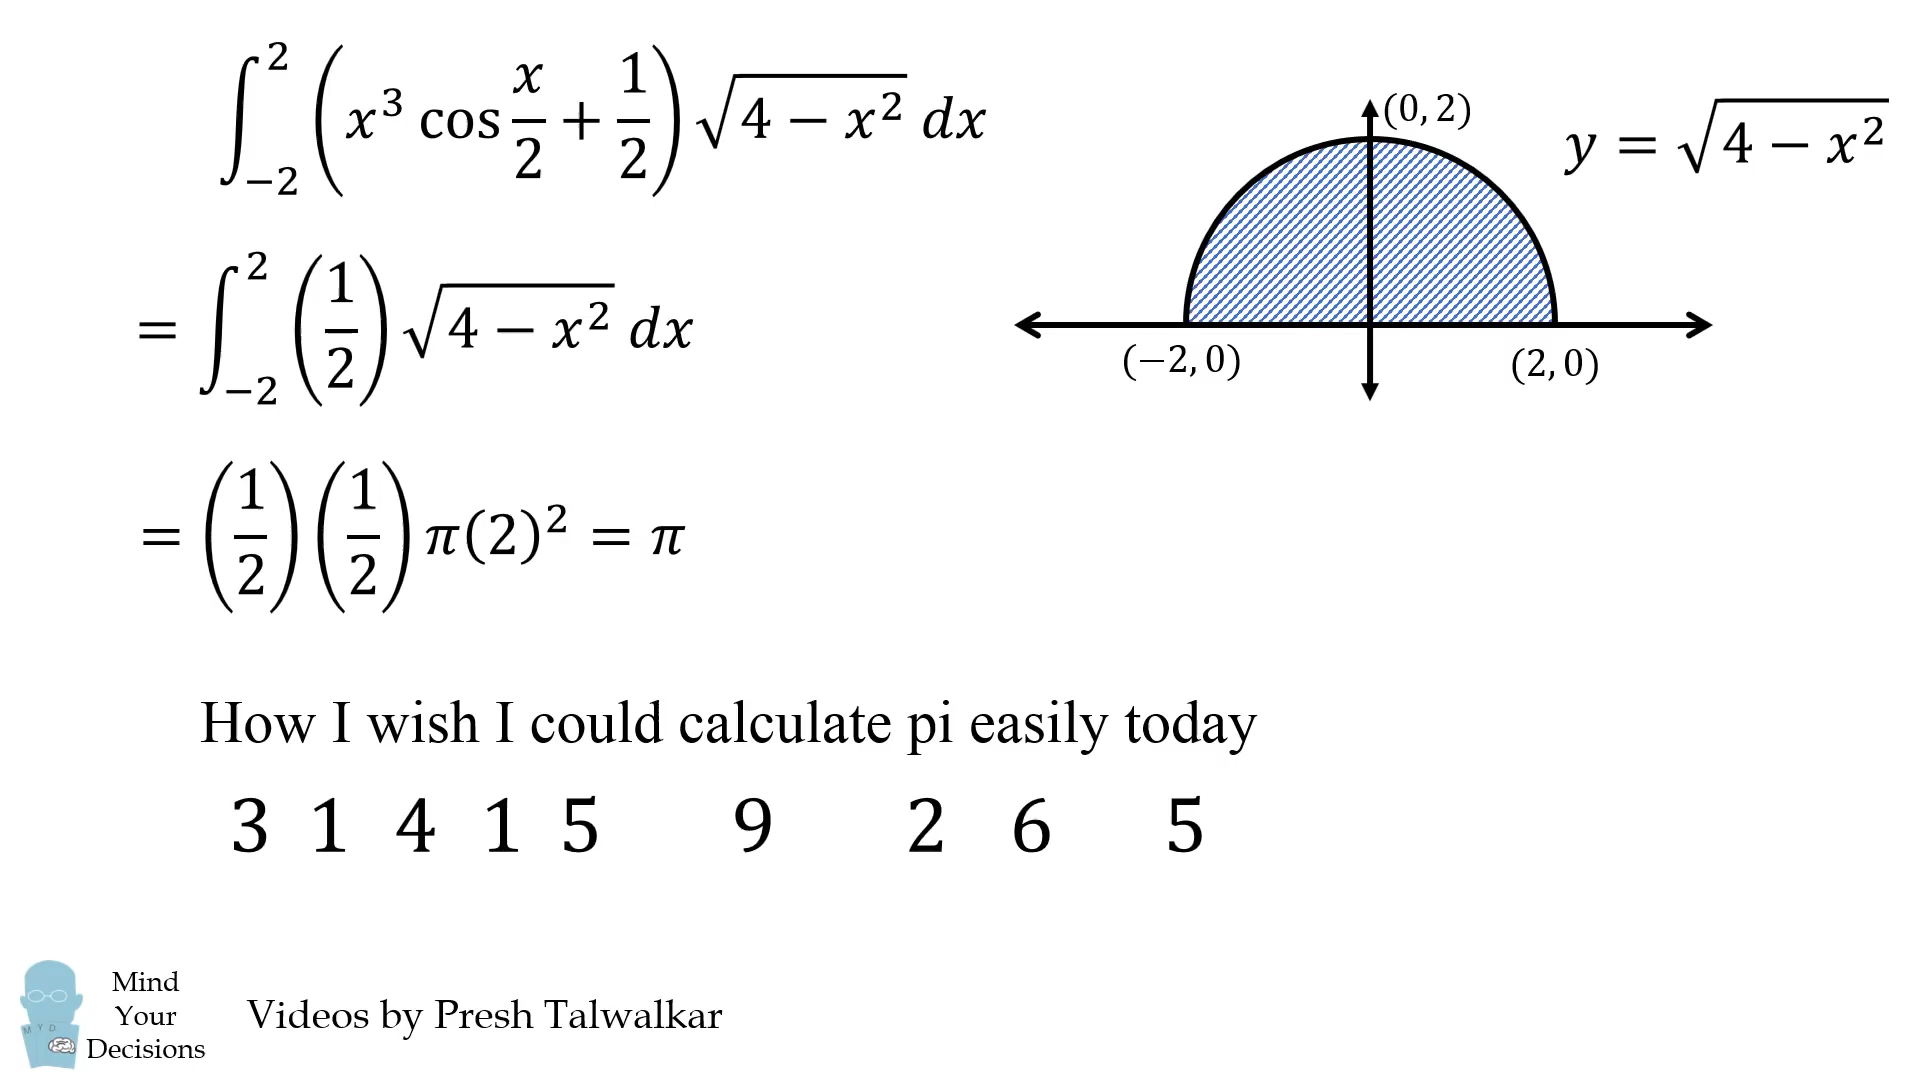 ∫_{-2}^{2} (x³ cos x/2 + 1/2) √(4 − x²) dx
(0, 2)
y = √(4 − x²)
= ∫_{-2}^{2} (1/2) √(4 − x²) dx
(−2, 0)
(2, 0)
= (1/2) (1/2) π(2)² = π
How I wish I could calculate pi easily today
3 1 4 1 5 9 2 6 5
M Y D
Mind
Your
Decisions
Videos by Presh Talwalkar